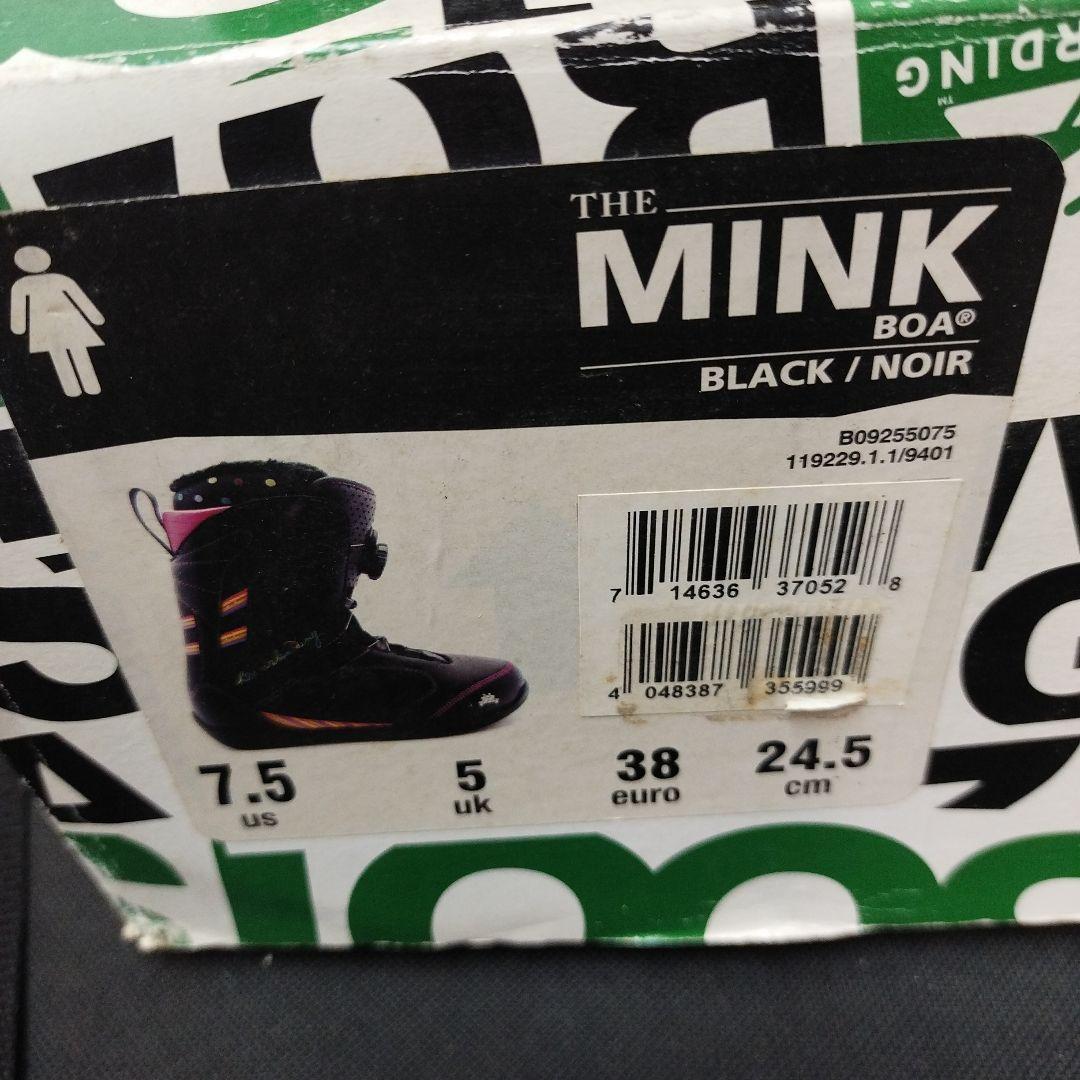 RDING
™
THE
MINK
BOA®
BLACK / NOIR
B09255075
119229.1.1/9401
7 14636 37052 8
4 048387 355999
7.5 5 38 24.5
us uk euro cm